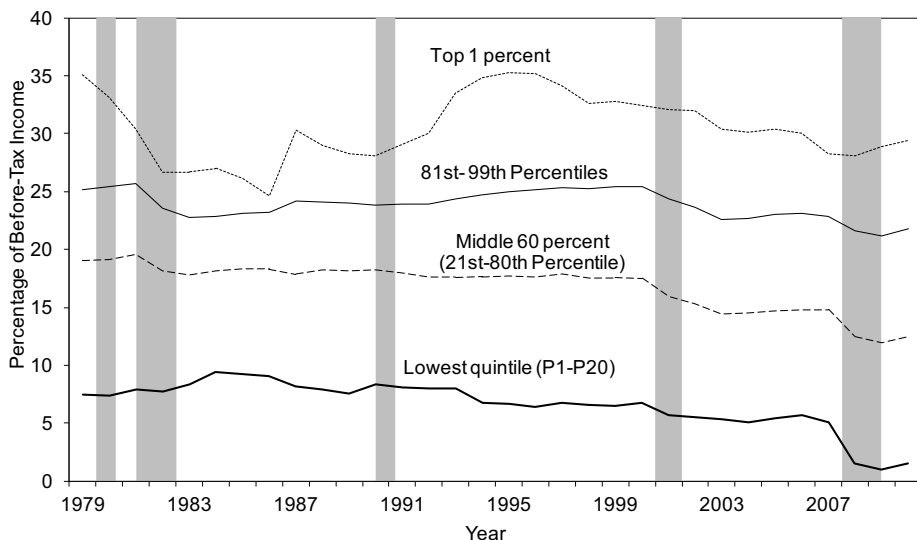 40
35
30
25
20
15
10
5
0
Percentage of Before-Tax Income
Top 1 percent
81st-99th Percentiles
Middle 60 percent
(21st-80th Percentile)
Lowest quintile (P1-P20)
1979 1983 1987 1991 1995 1999 2003 2007
Year